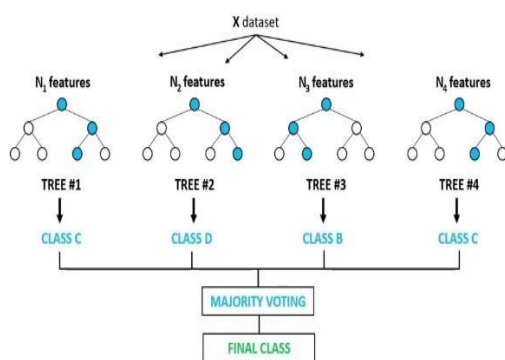 X dataset
N₁ features N₂ features N₃ features N₄ features
TREE #1 TREE #2 TREE #3 TREE #4
CLASS C CLASS D CLASS B CLASS C
MAJORITY VOTING
FINAL CLASS